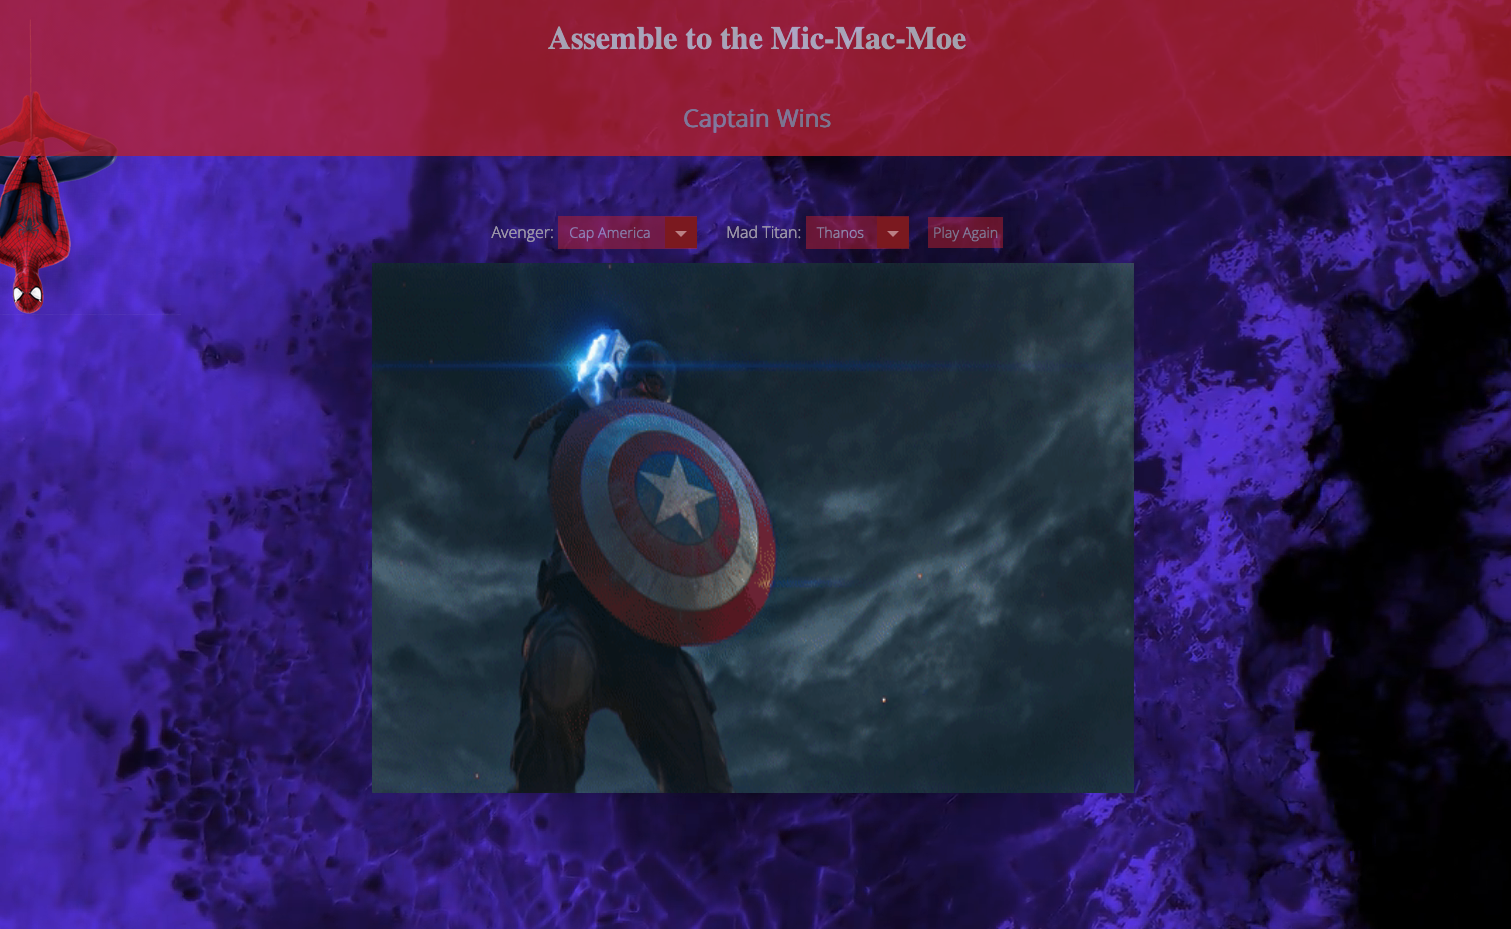 Assemble to the Mic-Mac-Moe
Captain Wins
Avenger: Cap America Mad Titan: Thanos Play Again